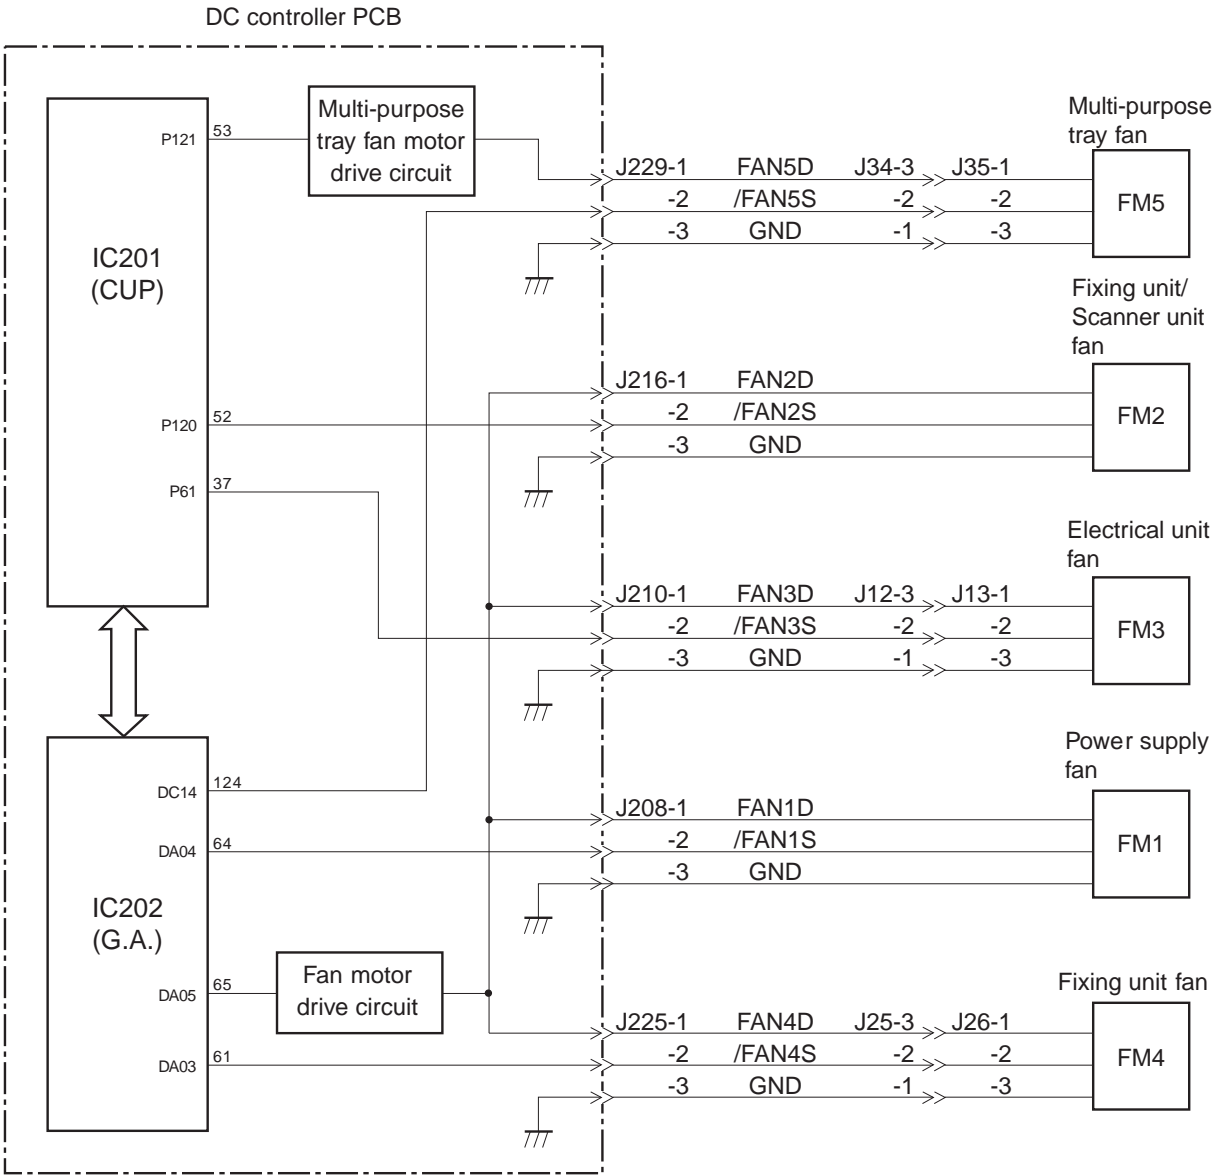 DC controller PCB
Multi-purpose
tray fan motor
drive circuit
P121 53
IC201
(CUP)
P120 52
P61 37
DC14 124
DA04 64
IC202
(G.A.)
DA05 65
Fan motor
drive circuit
DA03 61
Multi-purpose
tray fan
J229-1 FAN5D J34-3 J35-1
-2 /FAN5S -2 -2
-3 GND -1 -3
FM5
Fixing unit/
Scanner unit
fan
J216-1 FAN2D
-2 /FAN2S
-3 GND
FM2
Electrical unit
fan
J210-1 FAN3D J12-3 J13-1
-2 /FAN3S -2 -2
-3 GND -1 -3
FM3
Power supply
fan
J208-1 FAN1D
-2 /FAN1S
-3 GND
FM1
Fixing unit fan
J225-1 FAN4D J25-3 J26-1
-2 /FAN4S -2 -2
-3 GND -1 -3
FM4